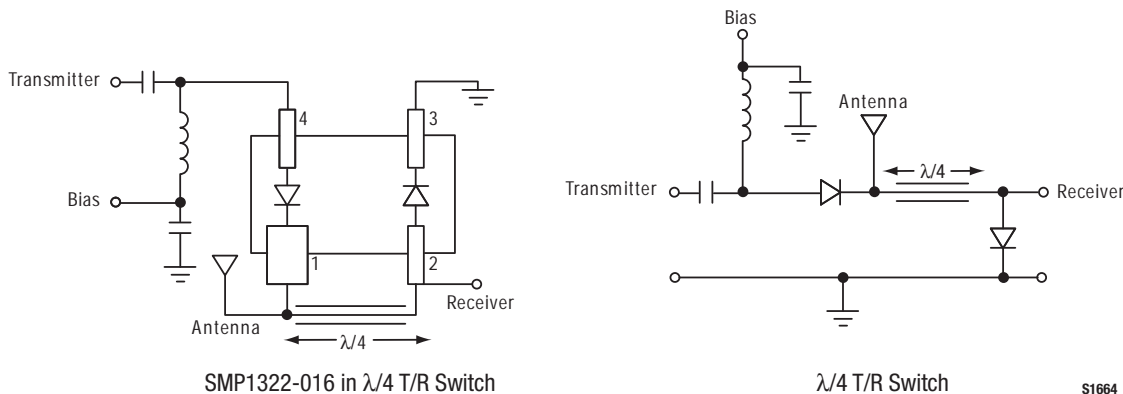 Transmitter
4
3
Bias
1
2
Receiver
Antenna
λ/4
SMP1322-016 in λ/4 T/R Switch
Bias
Antenna
λ/4
Transmitter
Receiver
λ/4 T/R Switch
S1664